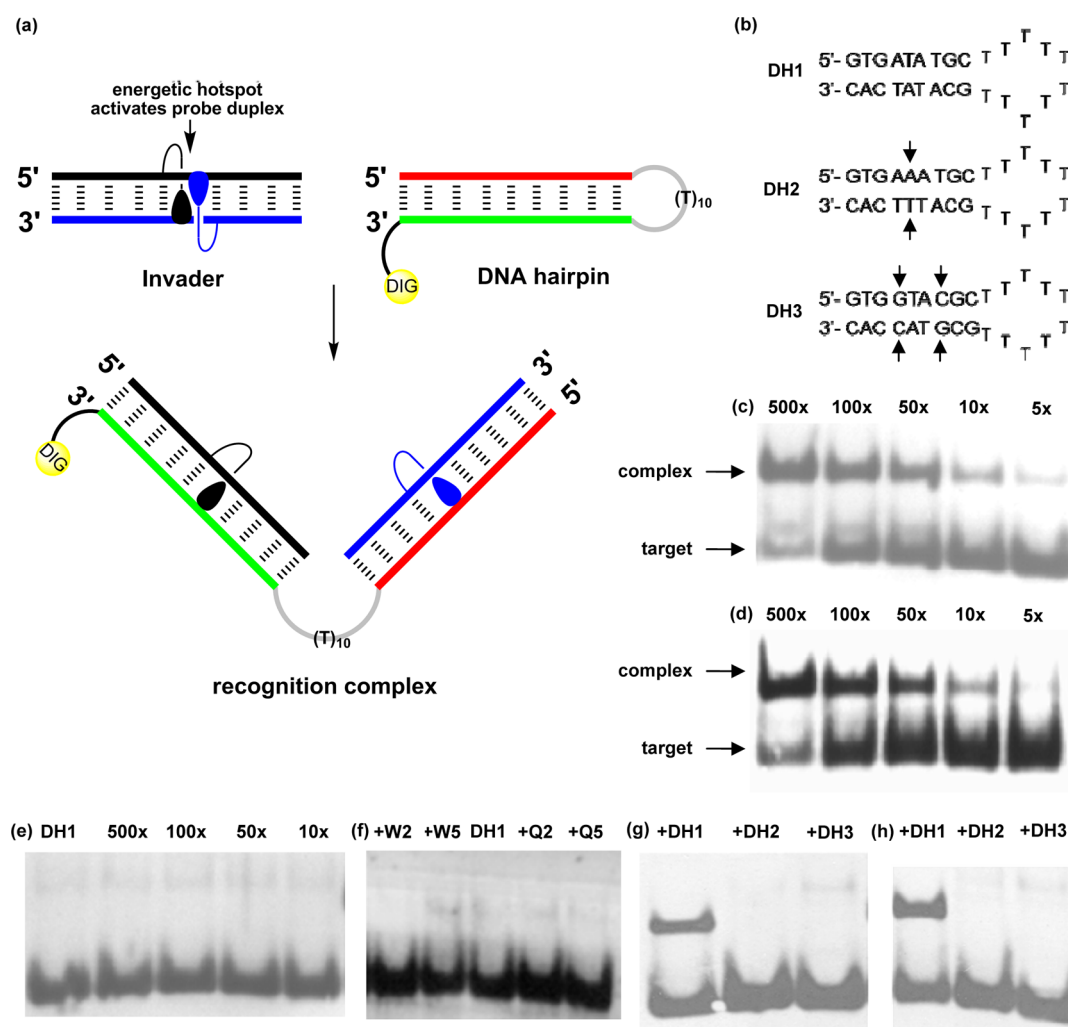 (a)
energetic hotspot
activates probe duplex
5'
3'
Invader
5'
3'
(T)10
DIG
DNA hairpin
5'
3'
DIG
3'
5'
(T)10
recognition complex
(b)
DH1
5'- GTG ATA TGC T T T T T
3'- CAC TAT ACG T T T T T
DH2
5'- GTG AAA TGC T T T T T
3'- CAC TTT ACG T T T T T
DH3
5'- GTG GTA CGC T T T T T
3'- CAC CAT GCG T T T T T
(c) 500x 100x 50x 10x 5x
complex
target
(d) 500x 100x 50x 10x 5x
complex
target
(e) DH1 500x 100x 50x 10x
(f) +W2 +W5 DH1 +Q2 +Q5
(g) +DH1 +DH2 +DH3
(h) +DH1 +DH2 +DH3